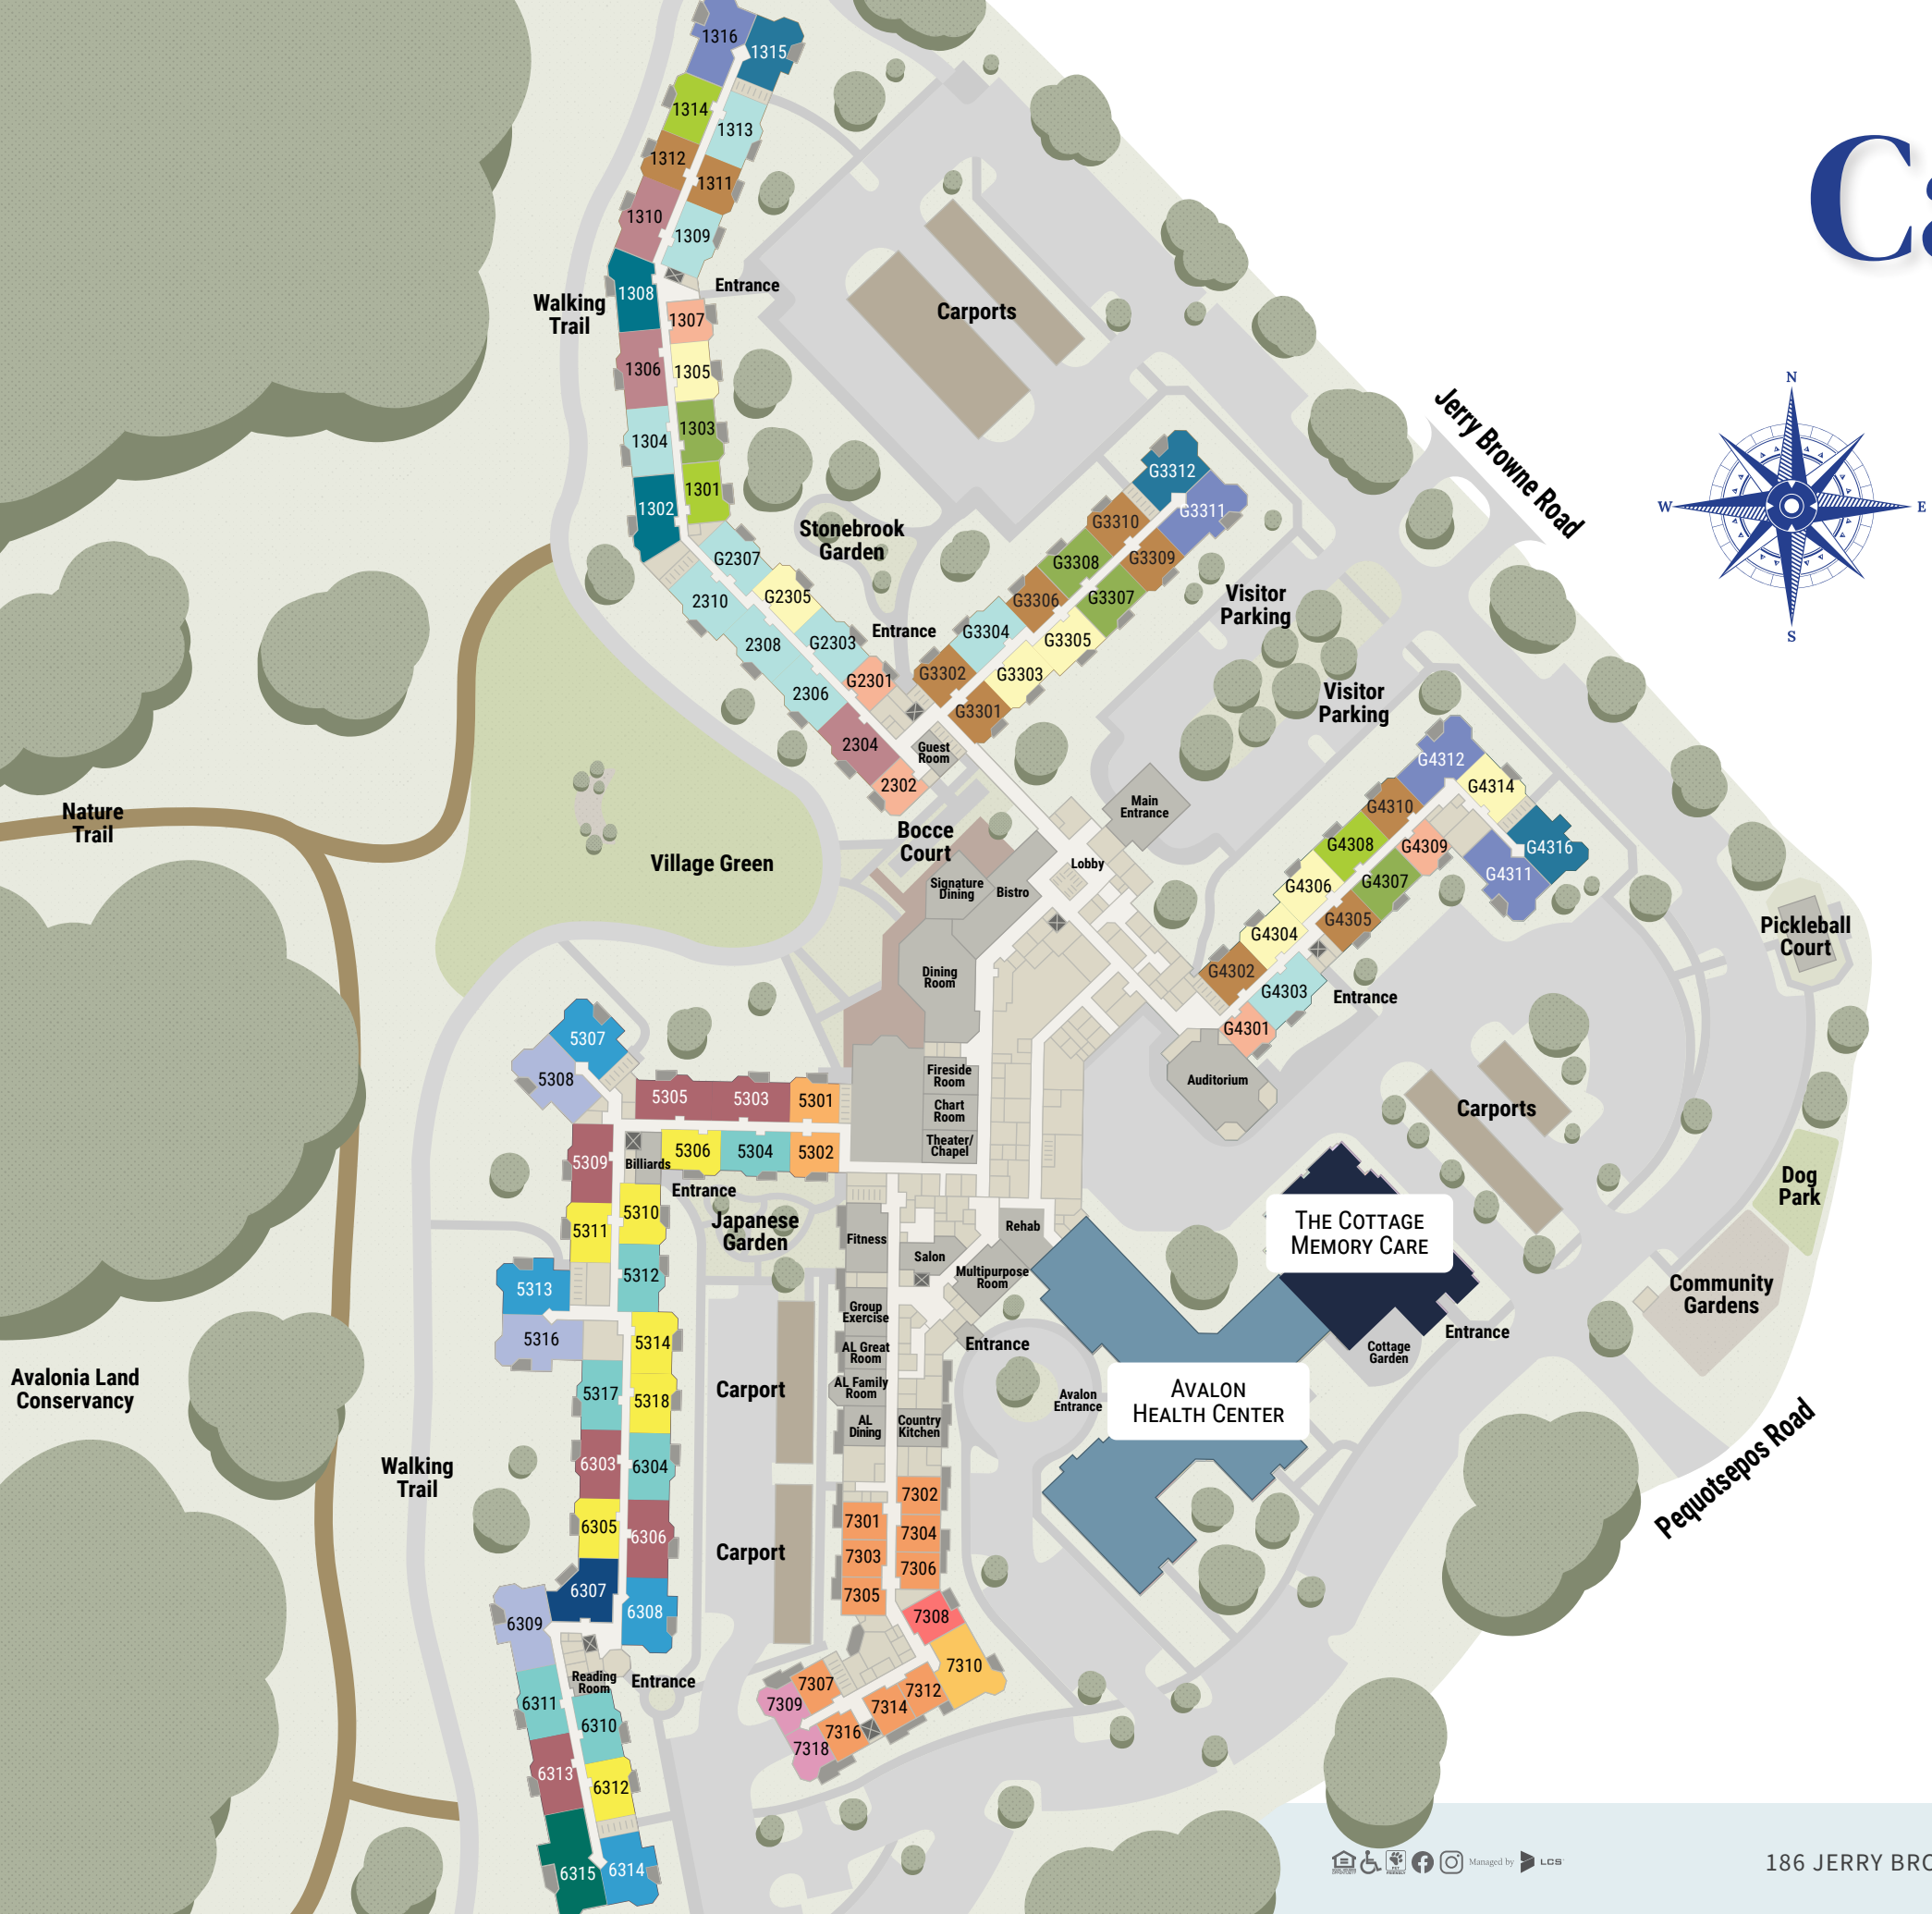 1316
1315
1314
1313
1312
1311
1310
1309
1308
Entrance
1307
Walking
Trail
1306
1305
1304
1303
1302
1301
Carports
Ca
N
W
E
S
Jerry Browne Road
G3312
G3311
G3310
G3309
G3308
G3307
G3306
G3305
G3304
G3303
G3302
G3301
Stonebrook
Garden
G2307
G2305
G2303
G2301
2310
2308
2306
2304
2302
Entrance
Guest
Room
Visitor
Parking
Visitor
Parking
G4312
G4314
G4310
G4316
G4308
G4309
G4311
G4306
G4307
G4304
G4305
G4302
G4303
G4301
Entrance
Main
Entrance
Lobby
Bocce
Court
Signature
Dining
Bistro
Dining
Room
Nature
Trail
Village Green
Pickleball
Court
Auditorium
Fireside
Room
Chart
Room
Theater/
Chapel
Carports
Dog
Park
Community
Gardens
5307
5308
5305
5303
5301
5306
5304
5302
Billiards
5309
Entrance
5310
5311
Japanese
Garden
5312
5313
5316
5314
5317
5318
Fitness
Salon
Rehab
Multipurpose
Room
Group
Exercise
AL Great
Room
AL Family
Room
AL
Dining
Country
Kitchen
Entrance
Avalon
Entrance
The Cottage
Memory Care
Cottage
Garden
Entrance
Avalon
Health Center
Pequotsepos Road
Avalonia Land
Conservancy
Walking
Trail
Carport
Carport
6303
6304
6305
6306
6307
6308
6309
Reading
Room
Entrance
6311
6310
6313
6312
6315
6314
7302
7301
7304
7303
7306
7305
7308
7310
7307
7312
7309
7314
7316
7318
Managed by
LCS
186 JERRY BRO